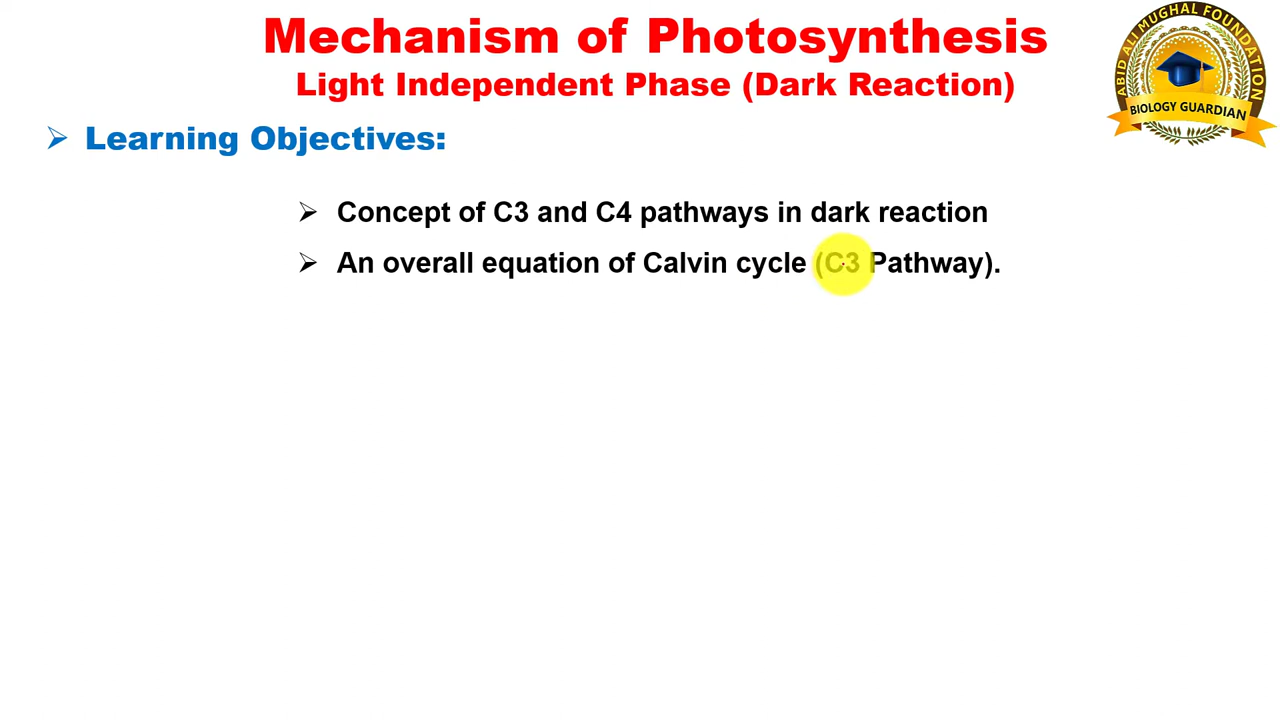 Mechanism of Photosynthesis
Light Independent Phase (Dark Reaction)
ABID ALI MUGHAL FOUNDATION
BIOLOGY GUARDIAN
➢ Learning Objectives:
➢ Concept of C3 and C4 pathways in dark reaction
➢ An overall equation of Calvin cycle (C3 Pathway).